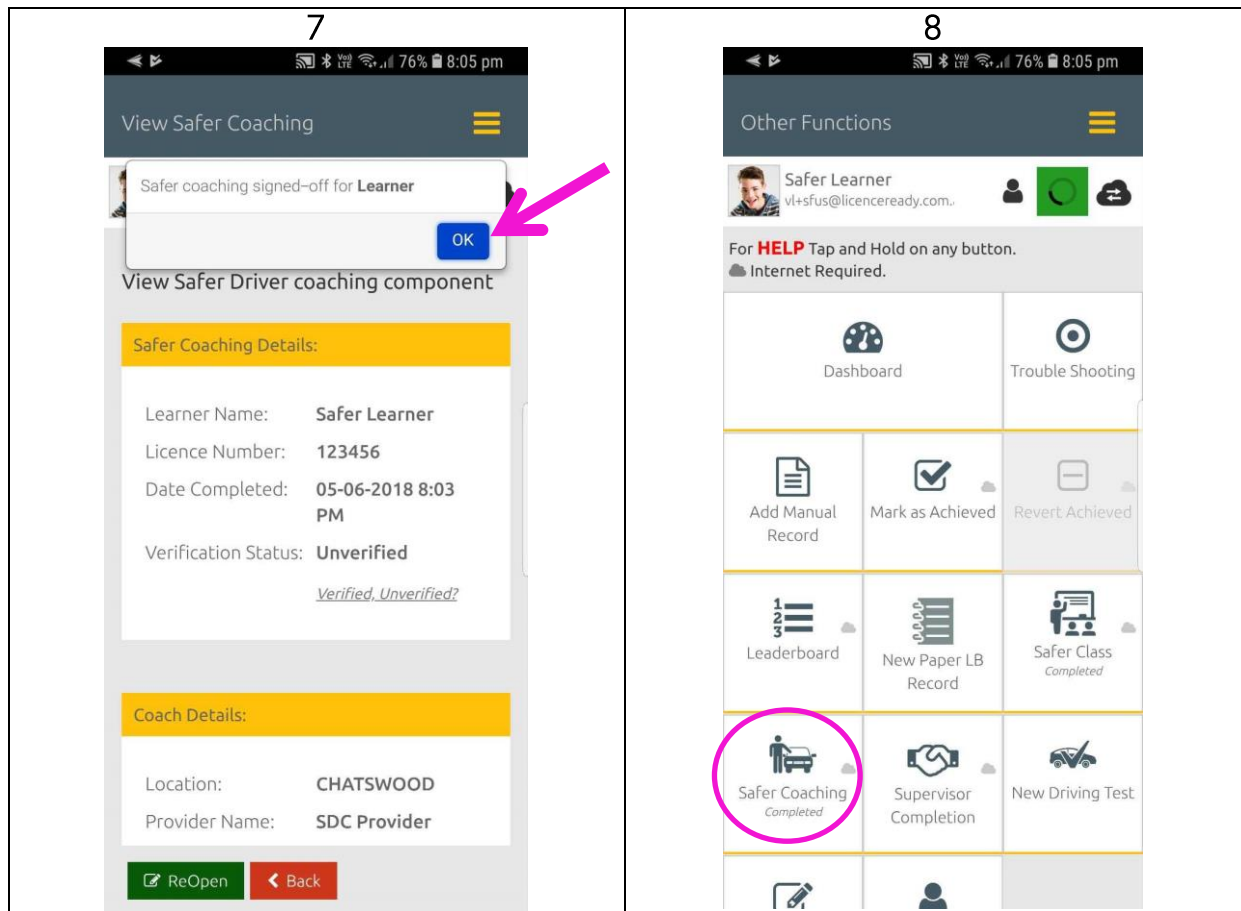 7
76% 8:05 pm
View Safer Coaching
Safer coaching signed-off for Learner
OK
View Safer Driver coaching component
Safer Coaching Details:
Learner Name: Safer Learner
Licence Number: 123456
Date Completed: 05-06-2018 8:03
PM
Verification Status: Unverified
Verified, Unverified?
Coach Details:
Location: CHATSWOOD
Provider Name: SDC Provider
ReOpen Back
8
76% 8:05 pm
Other Functions
Safer Learner
vl+sfus@licenceready.com.
For HELP Tap and Hold on any button.
Internet Required.
Dashboard
Trouble Shooting
Add Manual
Record
Mark as Achieved
Revert Achieved
1
2
3
Leaderboard
New Paper LB
Record
Safer Class
Completed
Safer Coaching
Completed
Supervisor
Completion
New Driving Test